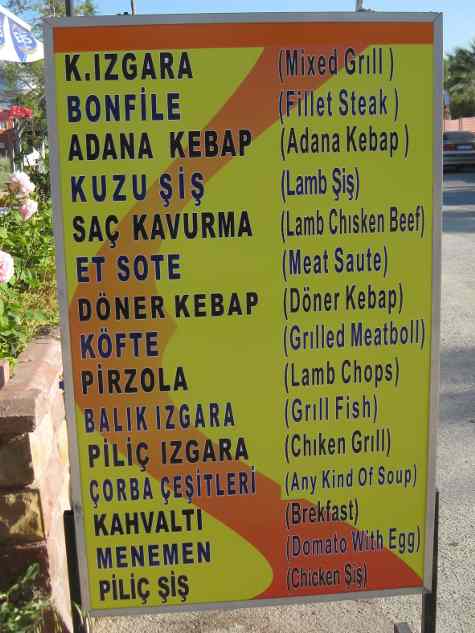 K.IZGARA (Mixed Grıll )
BONFİLE (Fillet Steak )
ADANA KEBAP (Adana Kebap )
KUZU ŞİŞ (Lamb Şiş)
SAÇ KAVURMA (Lamb Chısken Beef)
ET SOTE (Meat Saute)
DÖNER KEBAP (Döner Kebap)
KÖFTE (Grılled Meatboll)
PİRZOLA (Lamb Chops)
BALIK IZGARA (Grıll Fish)
PİLİÇ IZGARA (Chıken Grıll)
ÇORBA ÇEŞİTLERİ (Any Kind Of Soup)
KAHVALTI (Brekfast)
MENEMEN (Domato With Egg)
PİLİÇ ŞİŞ (Chicken Şiş)